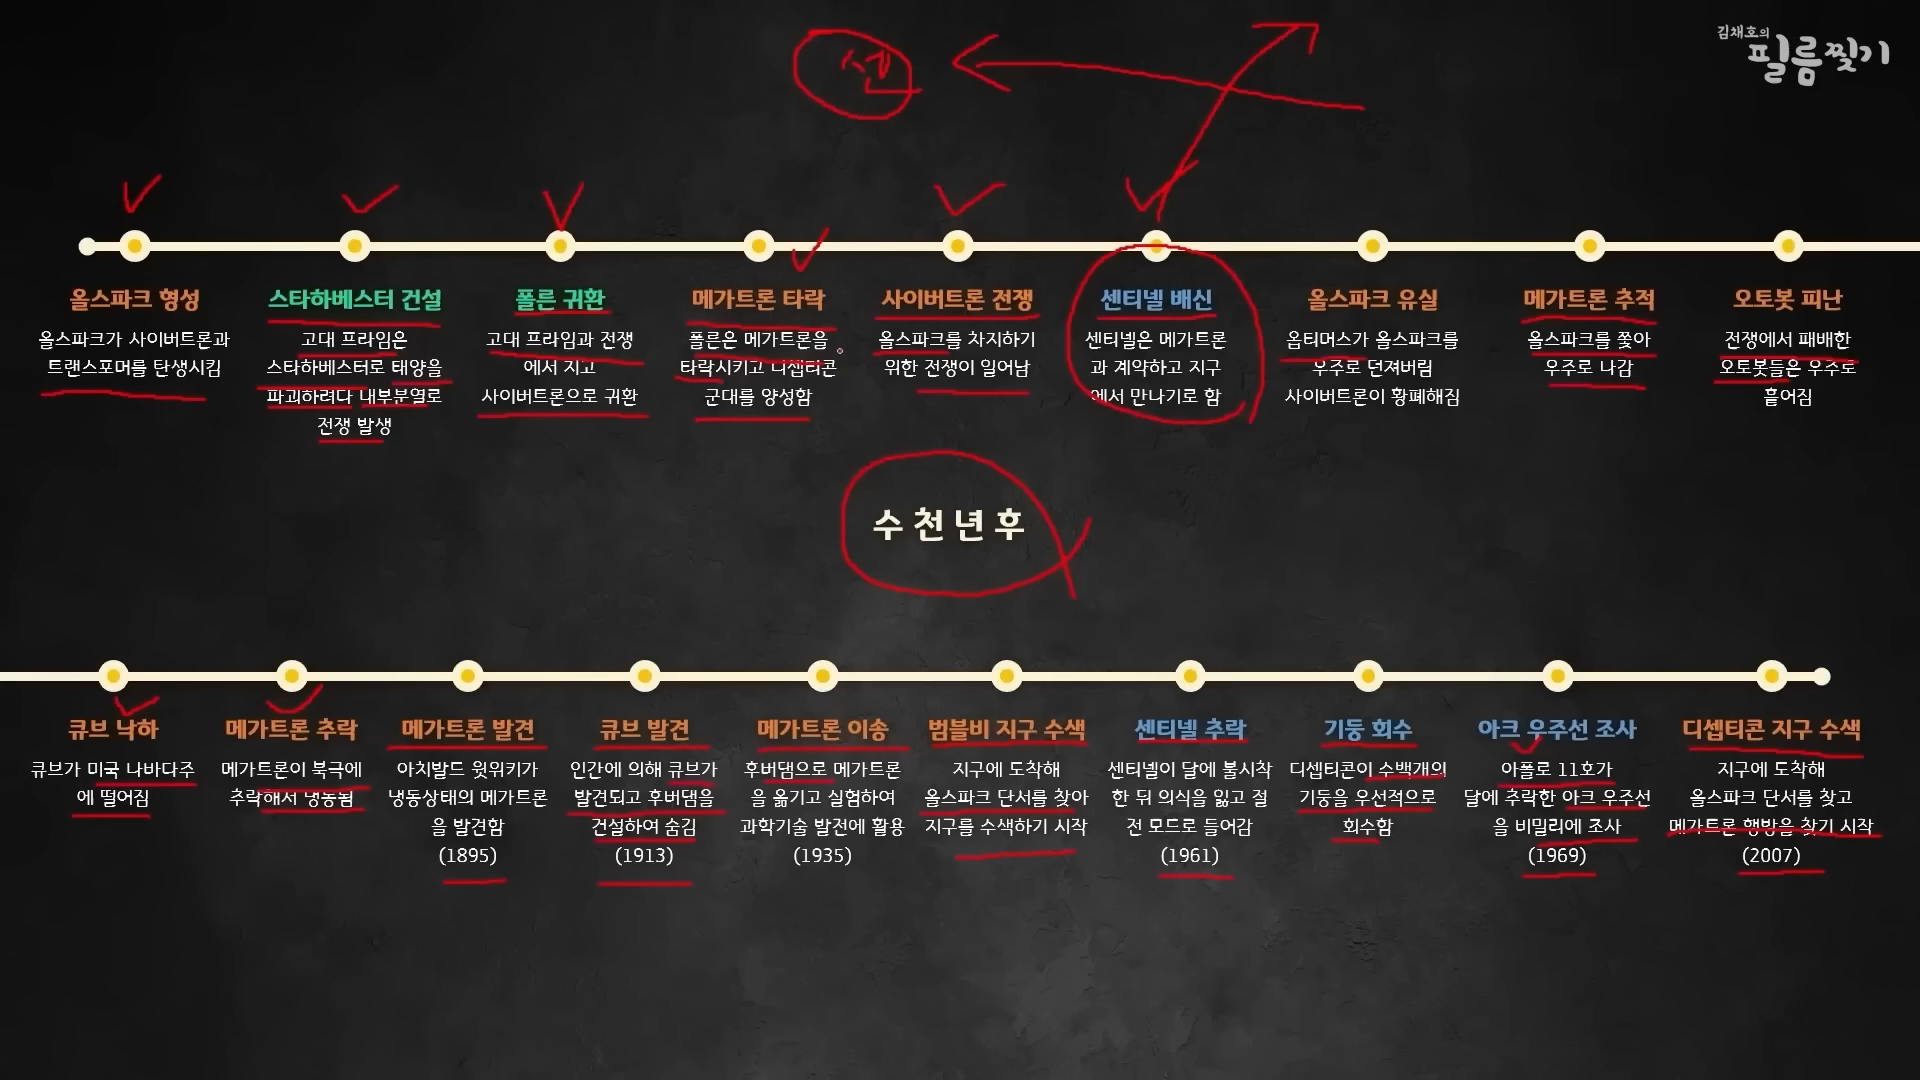 김채호의
필름찢기
올스파크 형성
올스파크가 사이버트론과
트랜스포머를 탄생시킴
스타하베스터 건설
고대 프라임은
스타하베스터로 태양을
파괴하려다 내부분열로
전쟁 발생
폴른 귀환
고대 프라임과 전쟁
에서 지고
사이버트론으로 귀환
메가트론 타락
폴른은 메가트론을
타락시키고 디셉티콘
군대를 양성함
사이버트론 전쟁
올스파크를 차지하기
위한 전쟁이 일어남
센티넬 배신
센티넬은 메가트론
과 계약하고 지구
에서 만나기로 함
올스파크 유실
옵티머스가 올스파크를
우주로 던져버림
사이버트론이 황폐해짐
메가트론 추적
올스파크를 쫓아
우주로 나감
오토봇 피난
전쟁에서 패배한
오토봇들은 우주로
흩어짐
수천년후
큐브 낙하
큐브가 미국 나바다주
에 떨어짐
메가트론 추락
메가트론이 북극에
추락해서 냉동됨
메가트론 발견
아치발드 윗위키가
냉동상태의 메가트론
을 발견함
(1895)
큐브 발견
인간에 의해 큐브가
발견되고 후버댐을
건설하여 숨김
(1913)
메가트론 이송
후버댐으로 메가트론
을 옮기고 실험하여
과학기술 발전에 활용
(1935)
범블비 지구 수색
지구에 도착해
올스파크 단서를 찾아
지구를 수색하기 시작
센티넬 추락
센티넬이 달에 불시착
한 뒤 의식을 잃고 절
전 모드로 들어감
(1961)
기둥 회수
디셉티콘이 수백개의
기둥을 우선적으로
회수함
아크 우주선 조사
아폴로 11호가
달에 추락한 아크 우주선
을 비밀리에 조사
(1969)
디셉티콘 지구 수색
지구에 도착해
올스파크 단서를 찾고
메가트론 행방을 찾기 시작
(2007)